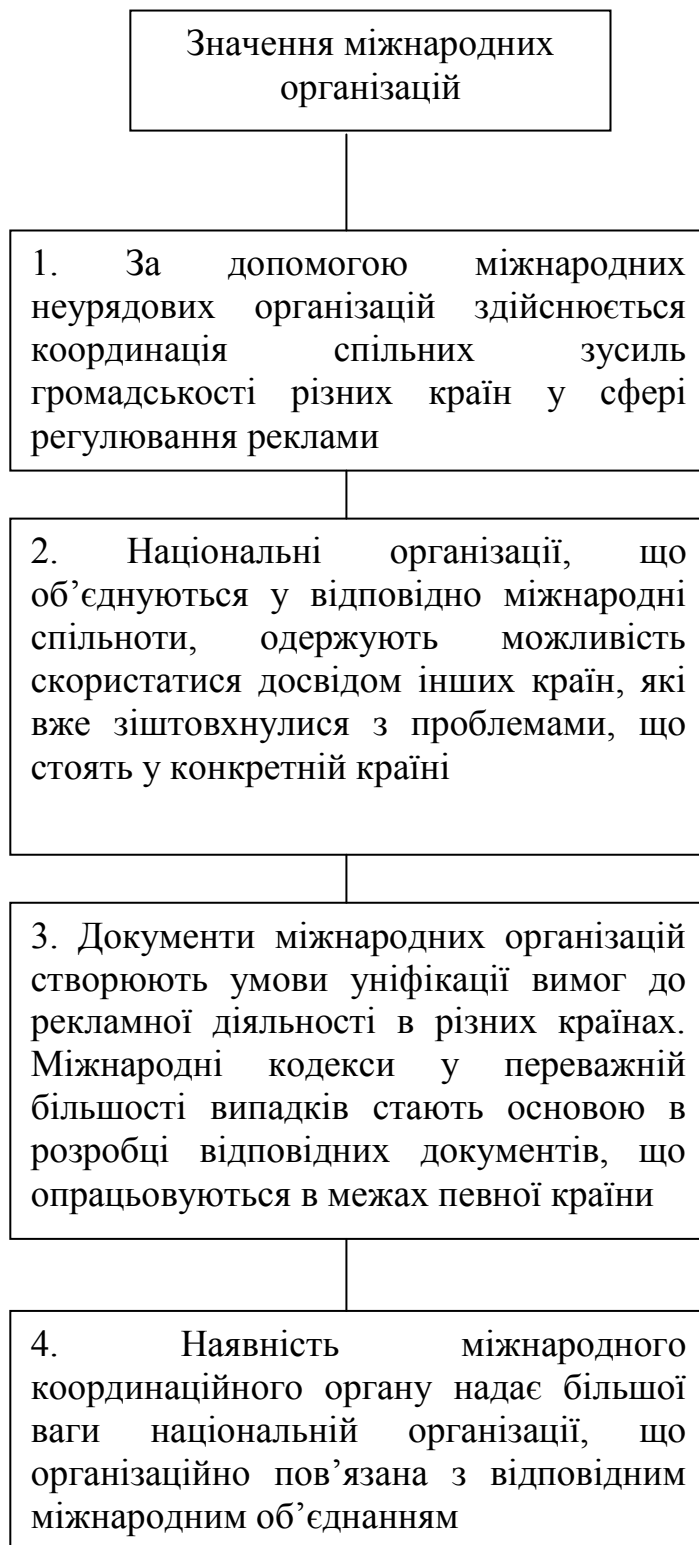 Значення міжнародних
організацій
1. За допомогою міжнародних
неурядових організацій здійснюється
координація спільних зусиль
громадськості різних країн у сфері
регулювання реклами
2. Національні організації, що
об’єднуються у відповідно міжнародні
спільноти, одержують можливість
скористатися досвідом інших країн, які
вже зіштовхнулися з проблемами, що
стоять у конкретній країні
3. Документи міжнародних організацій
створюють умови уніфікації вимог до
рекламної діяльності в різних країнах.
Міжнародні кодекси у переважній
більшості випадків стають основою в
розробці відповідних документів, що
опрацьовуються в межах певної країни
4. Наявність міжнародного
координаційного органу надає більшої
ваги національній організації, що
організаційно пов’язана з відповідним
міжнародним об’єднанням